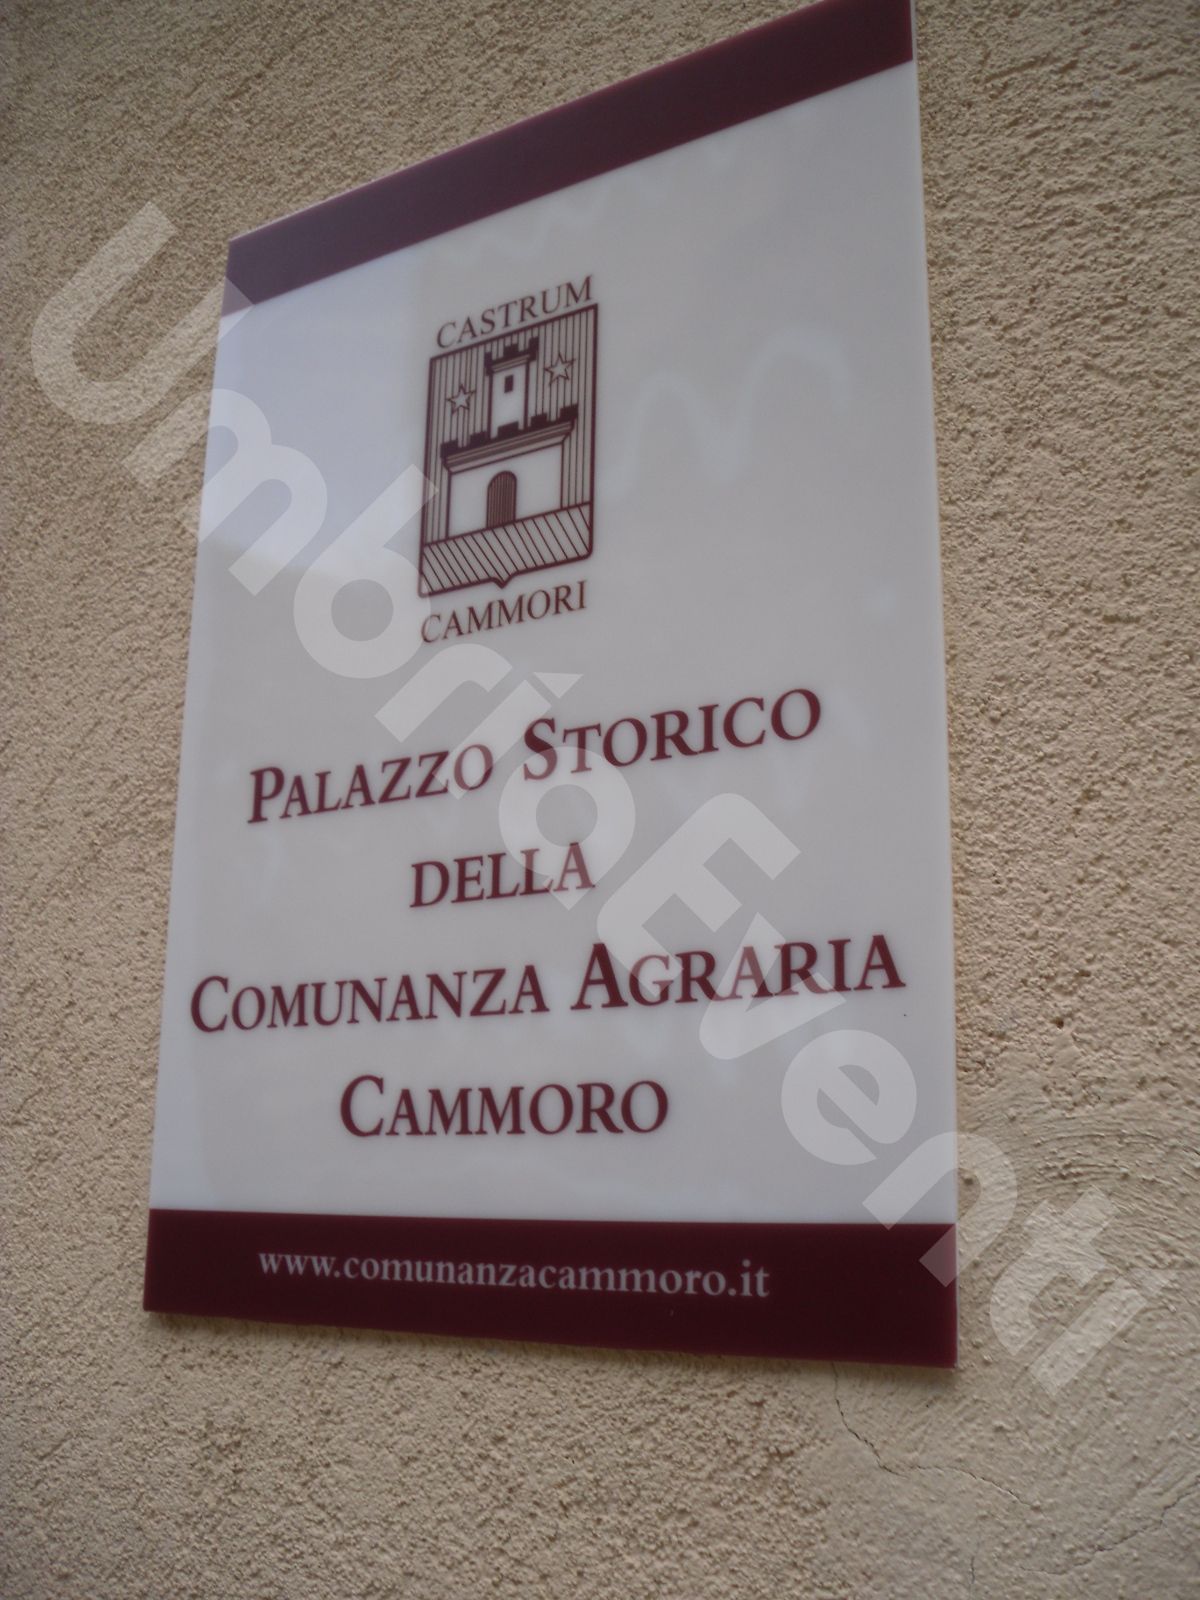 CASTRUM
CAMMORI
PALAZZO STORICO
DELLA
COMUNANZA AGRARIA
CAMMORO
www.comunanzacammoro.it
UmbriaEventi